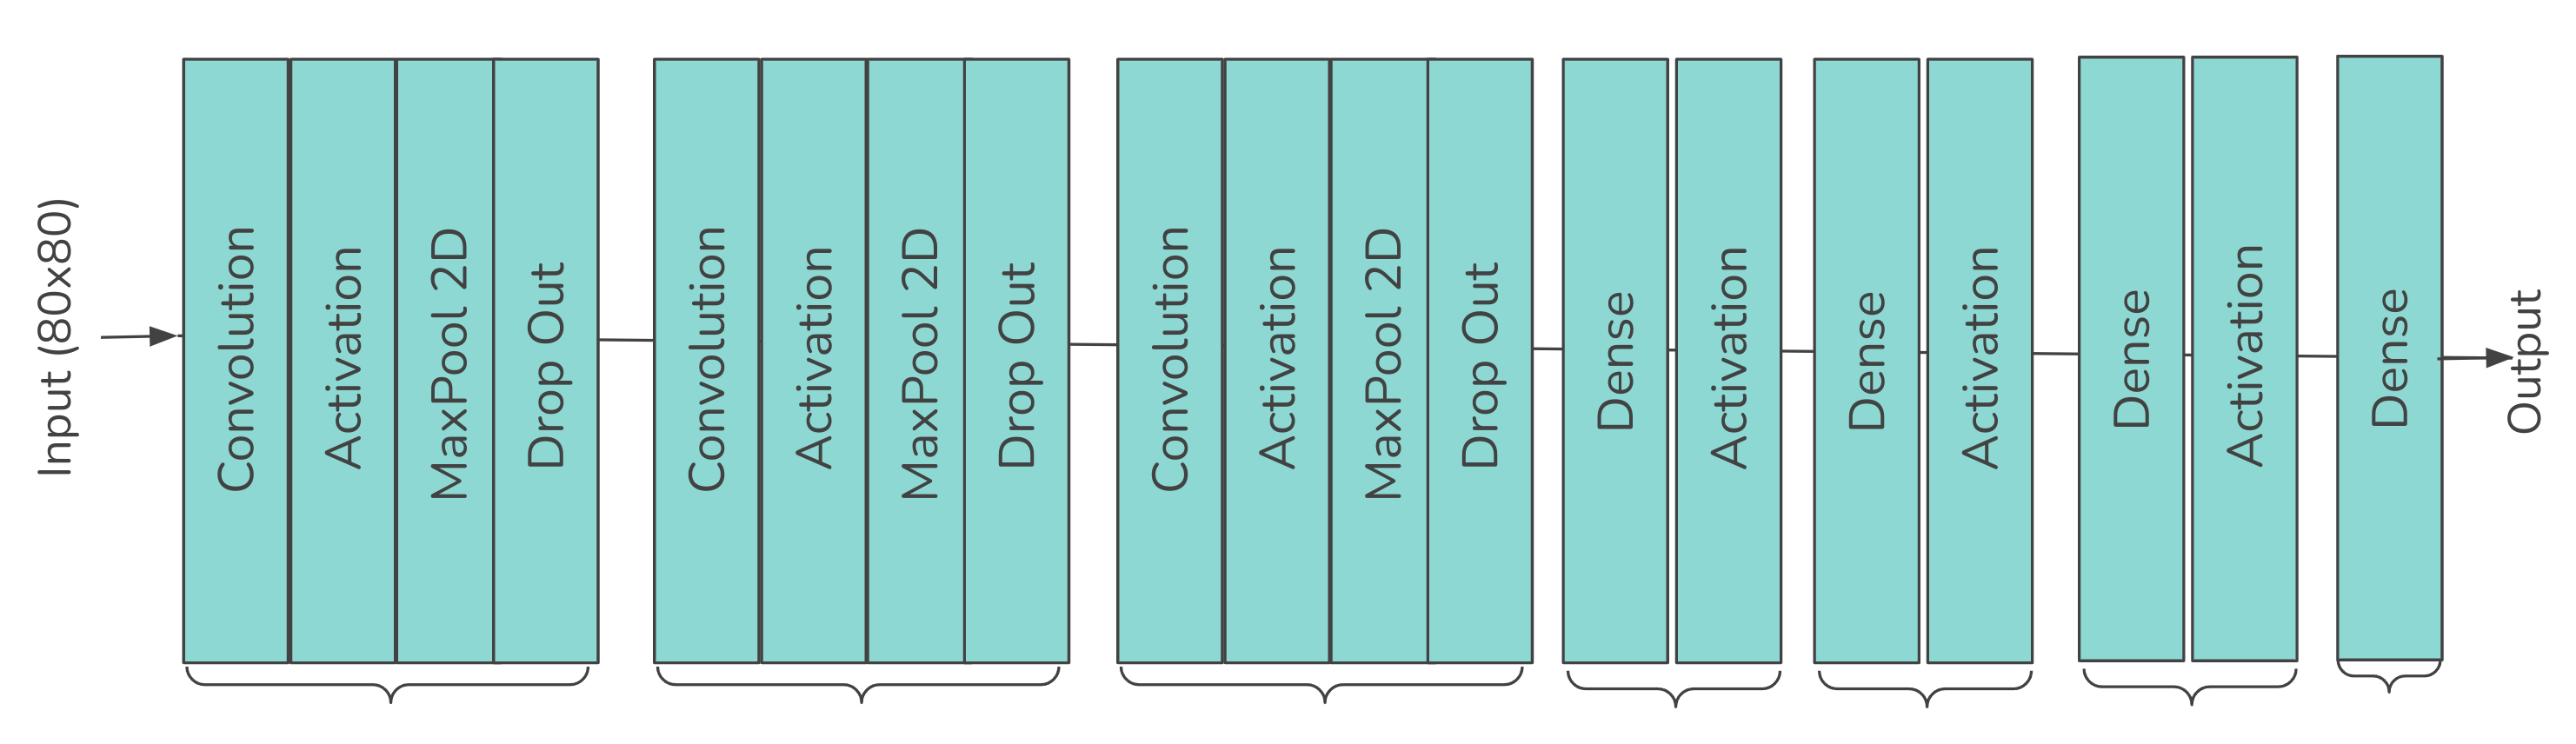 Input (80x80)
Convolution
Activation
MaxPool 2D
Drop Out
Convolution
Activation
MaxPool 2D
Drop Out
Convolution
Activation
MaxPool 2D
Drop Out
Dense
Activation
Dense
Activation
Dense
Activation
Dense
Output